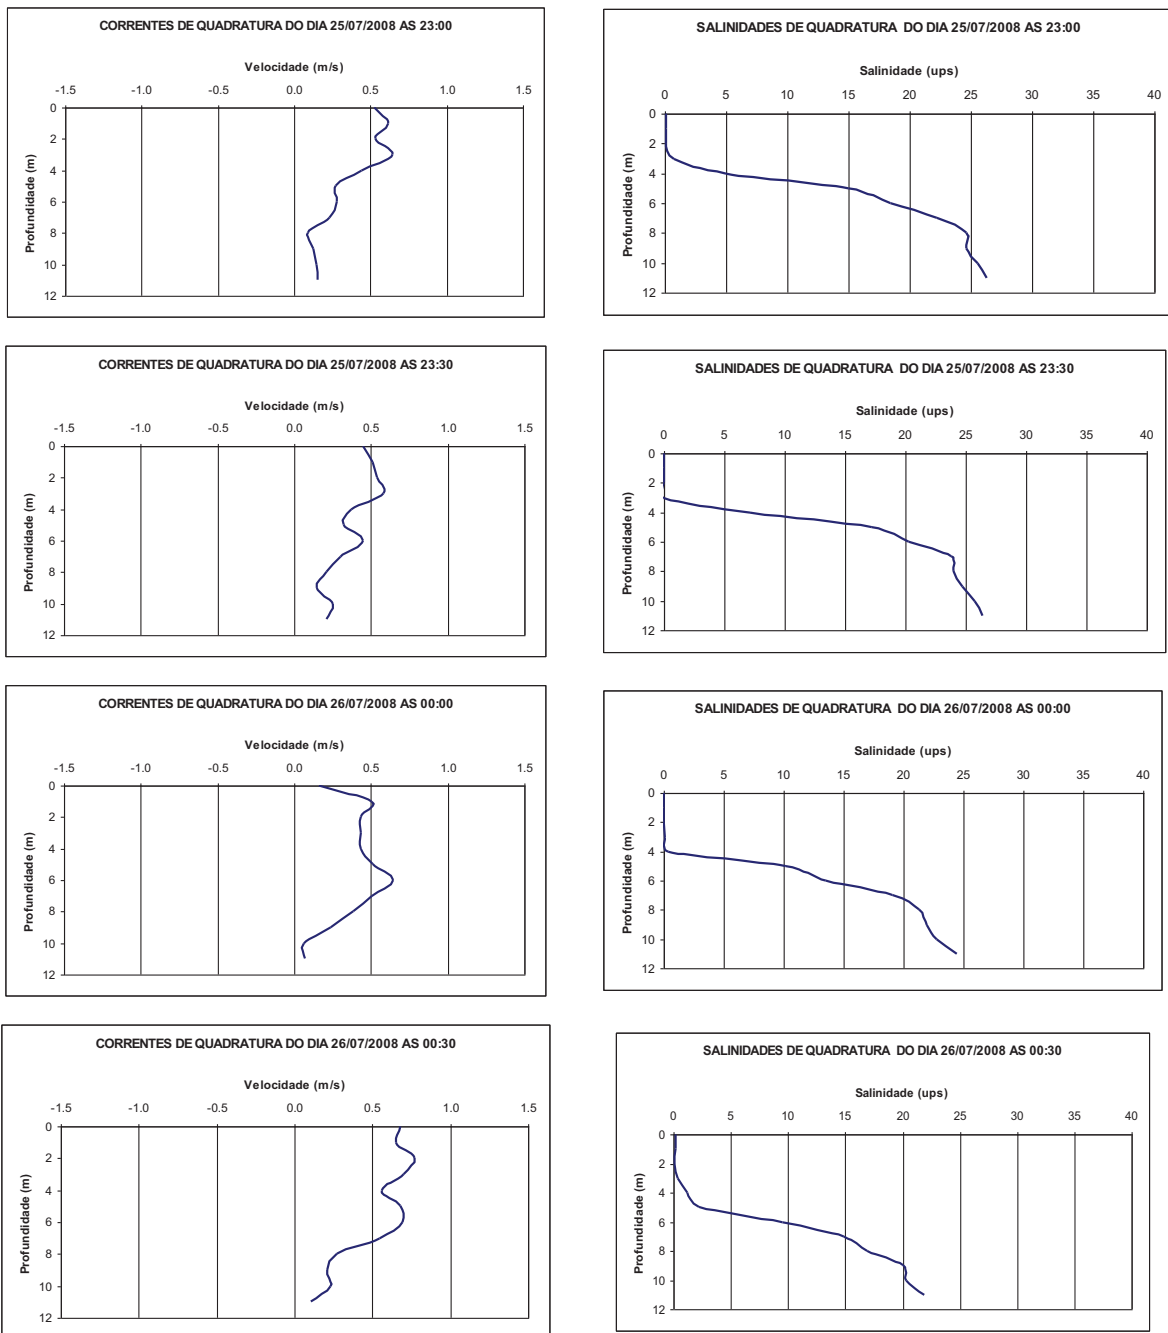 CORRENTES DE QUADRATURA DO DIA 25/07/2008 AS 23:00
Velocidade (m/s)
-1.5 -1.0 -0.5 0.0 0.5 1.0 1.5
0
2
4
6
8
10
12
Profundidade (m)
SALINIDADES DE QUADRATURA DO DIA 25/07/2008 AS 23:00
Salinidade (ups)
0 5 10 15 20 25 30 35 40
0
2
4
6
8
10
12
Profundidade (m)
CORRENTES DE QUADRATURA DO DIA 25/07/2008 AS 23:30
Velocidade (m/s)
-1.5 -1.0 -0.5 0.0 0.5 1.0 1.5
0
2
4
6
8
10
12
Profundidade (m)
SALINIDADES DE QUADRATURA DO DIA 25/07/2008 AS 23:30
Salinidade (ups)
0 5 10 15 20 25 30 35 40
0
2
4
6
8
10
12
Profundidade (m)
CORRENTES DE QUADRATURA DO DIA 26/07/2008 AS 00:00
Velocidade (m/s)
-1.5 -1.0 -0.5 0.0 0.5 1.0 1.5
0
2
4
6
8
10
12
Profundidade (m)
SALINIDADES DE QUADRATURA DO DIA 26/07/2008 AS 00:00
Salinidade (ups)
0 5 10 15 20 25 30 35 40
0
2
4
6
8
10
12
Profundidade (m)
CORRENTES DE QUADRATURA DO DIA 26/07/2008 AS 00:30
Velocidade (m/s)
-1.5 -1.0 -0.5 0.0 0.5 1.0 1.5
0
2
4
6
8
10
12
Profundidade (m)
SALINIDADES DE QUADRATURA DO DIA 26/07/2008 AS 00:30
Salinidade (ups)
0 5 10 15 20 25 30 35 40
0
2
4
6
8
10
12
Profundidade (m)